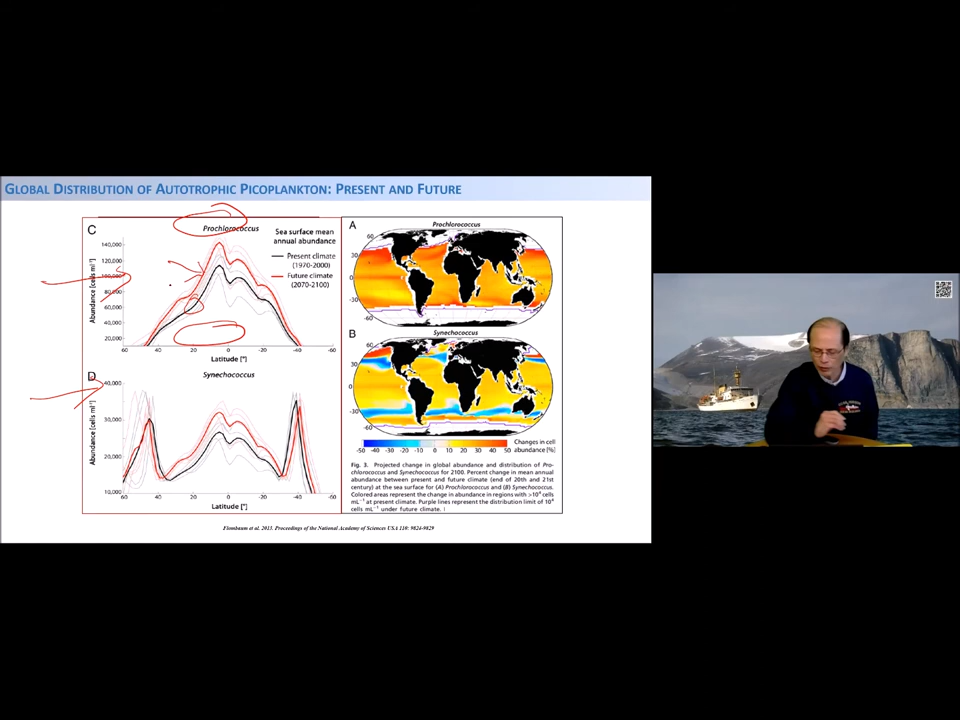 GLOBAL DISTRIBUTION OF AUTOTROPHIC PICOPLANKTON: PRESENT AND FUTURE
C
Prochlorococcus
Sea surface mean
annual abundance
Present climate
(1970-2000)
Future climate
(2070-2100)
Abundance [cells ml⁻¹]
140,000
120,000
100,000
80,000
60,000
40,000
20,000
60 40 20 0 -20 -40 -60
Latitude [°]
D
Synechococcus
Abundance [cells ml⁻¹]
40,000
30,000
20,000
10,000
60 40 20 0 -20 -40 -60
Latitude [°]
A
Prochlorococcus
60
30
0
-30
-60
B
Synechococcus
60
30
0
-30
-60
-50 -40 -30 -20 -10 0 10 20 30 40 50
Changes in cell
abundance [%]
Fig. 3. Projected change in global abundance and distribution of Pro-
chlorococcus and Synechococcus for 2100. Percent change in mean annual
abundance between present and future climate (end of 20th and 21st
century) at the sea surface for (A) Prochlorococcus and (B) Synechococcus.
Colored areas represent the change in abundance in regions with >10⁴ cells
mL⁻¹ at present climate. Purple lines represent the distribution limit of 10⁴
cells mL⁻¹ under future climate.
Flombaum et al. 2013. Proceedings of the National Academy of Sciences USA 110: 9824-9829